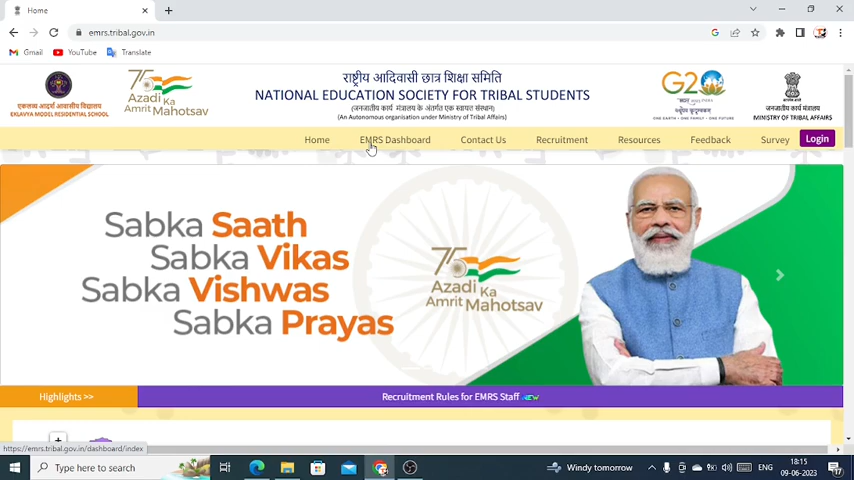 Home
emrs.tribal.gov.in
Gmail YouTube Translate
एकलव्य आदर्श आवासीय विद्यालय
EKLAVYA MODEL RESIDENTIAL SCHOOL
75
Azadi Ka
Amrit Mahotsav
राष्ट्रीय आदिवासी छात्र शिक्षा समिति
NATIONAL EDUCATION SOCIETY FOR TRIBAL STUDENTS
(जनजातीय कार्य मंत्रालय के अंतर्गत एक स्वायत्त संस्थान)
(An Autonomous organisation under Ministry of Tribal Affairs)
G20
ONE EARTH • ONE FAMILY • ONE FUTURE
जनजातीय कार्य मंत्रालय
MINISTRY OF TRIBAL AFFAIRS
Home EMRS Dashboard Contact Us Recruitment Resources Feedback Survey Login
Sabka Saath
Sabka Vikas
Sabka Vishwas
Sabka Prayas
75
Azadi Ka
Amrit Mahotsav
Highlights >> Recruitment Rules for EMRS Staff NEW
+
https://emrs.tribal.gov.in/dashboard/index
Type here to search
Windy tomorrow
ENG
18:15
09-06-2023
17